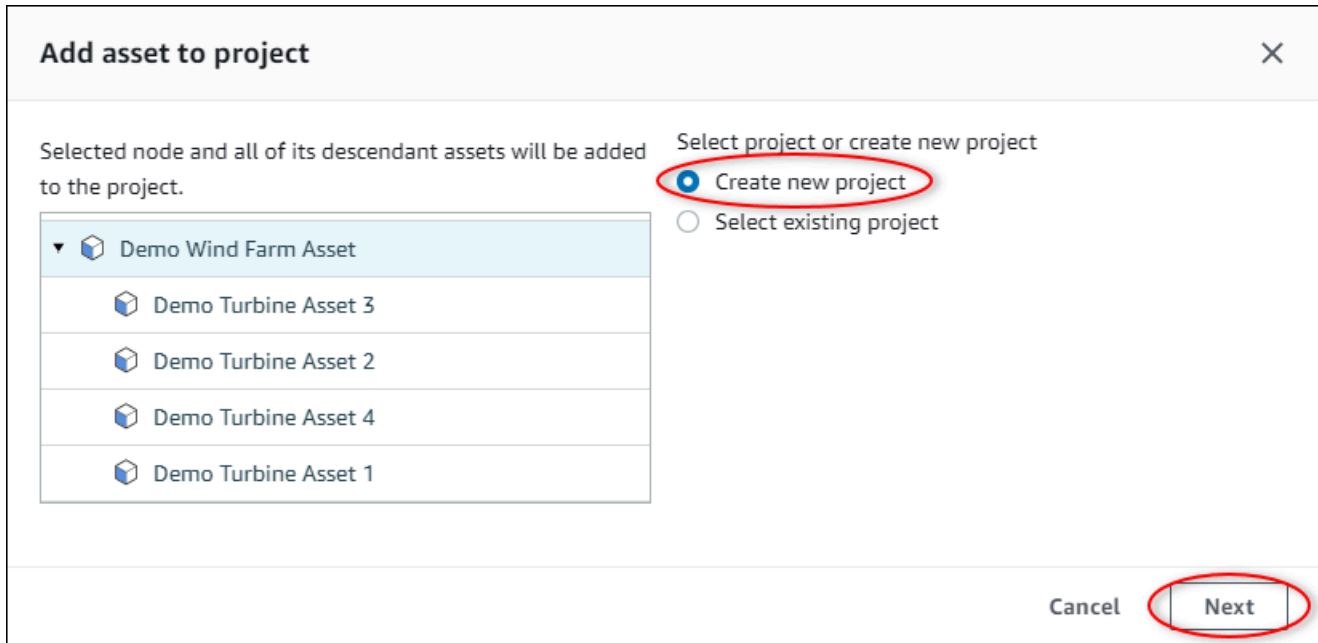 Add asset to project
Selected node and all of its descendant assets will be added
to the project.
Demo Wind Farm Asset
Demo Turbine Asset 3
Demo Turbine Asset 2
Demo Turbine Asset 4
Demo Turbine Asset 1
Select project or create new project
Create new project
Select existing project
Cancel
Next